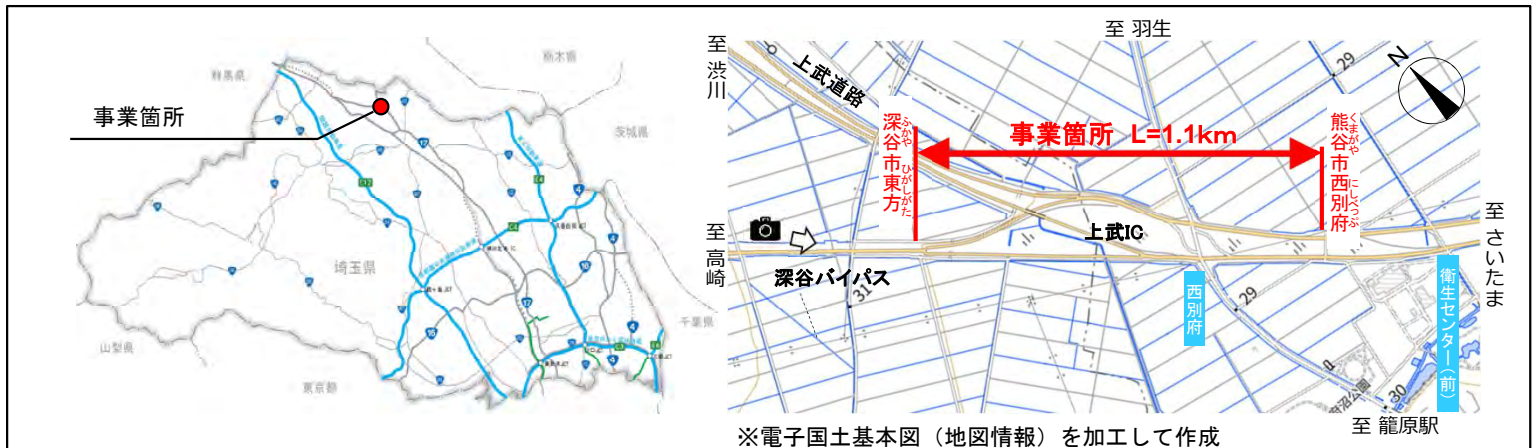 事業箇所
群馬県
栃木県
茨城県
埼玉県
千葉県
山梨県
東京都
17
C4
4
16
至 渋川
至 羽生
上武道路
29
N
事業箇所 L=1.1km
深谷市東方
ふかや ひがしがた
熊谷市西別府
くまがや にしべっぷ
至 高崎
深谷バイパス
31
上武IC
西別府
29
至 さいたま
衛生センター(前)
30
至 籠原駅
※電子国土基本図（地図情報）を加工して作成